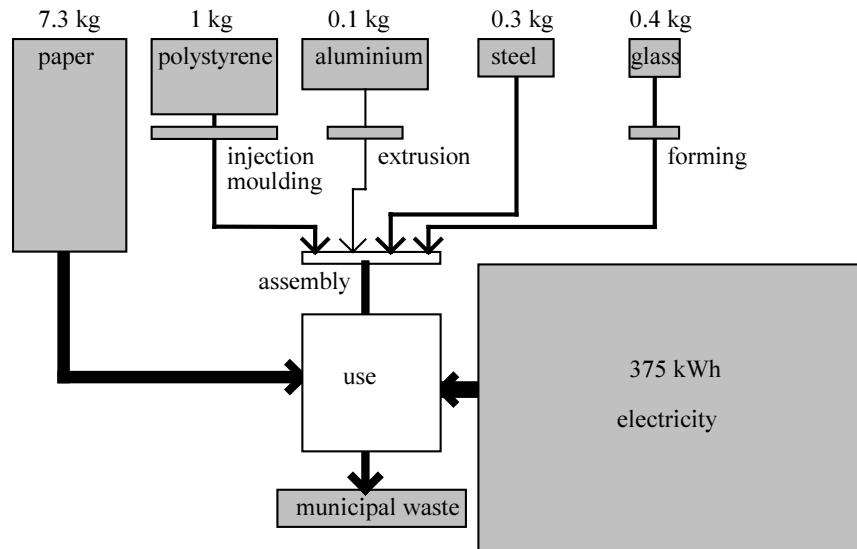 7.3 kg
1 kg
0.1 kg
0.3 kg
0.4 kg
paper
polystyrene
aluminium
steel
glass
injection
moulding
extrusion
forming
assembly
use
375 kWh
electricity
municipal waste